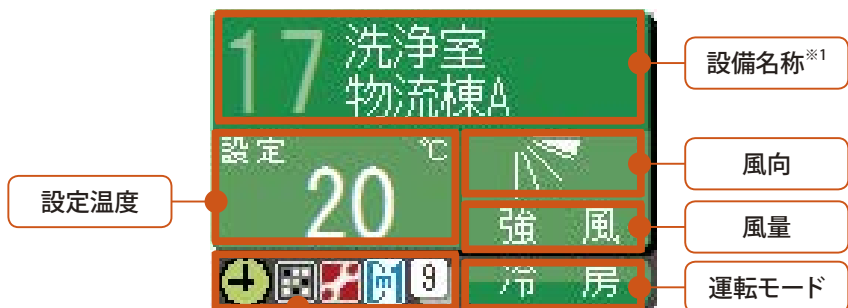 17 洗浄室
物流棟A
設備名称※1
設定 ℃
20
風向
設定温度
強 風
風量
9
冷 房
運転モード